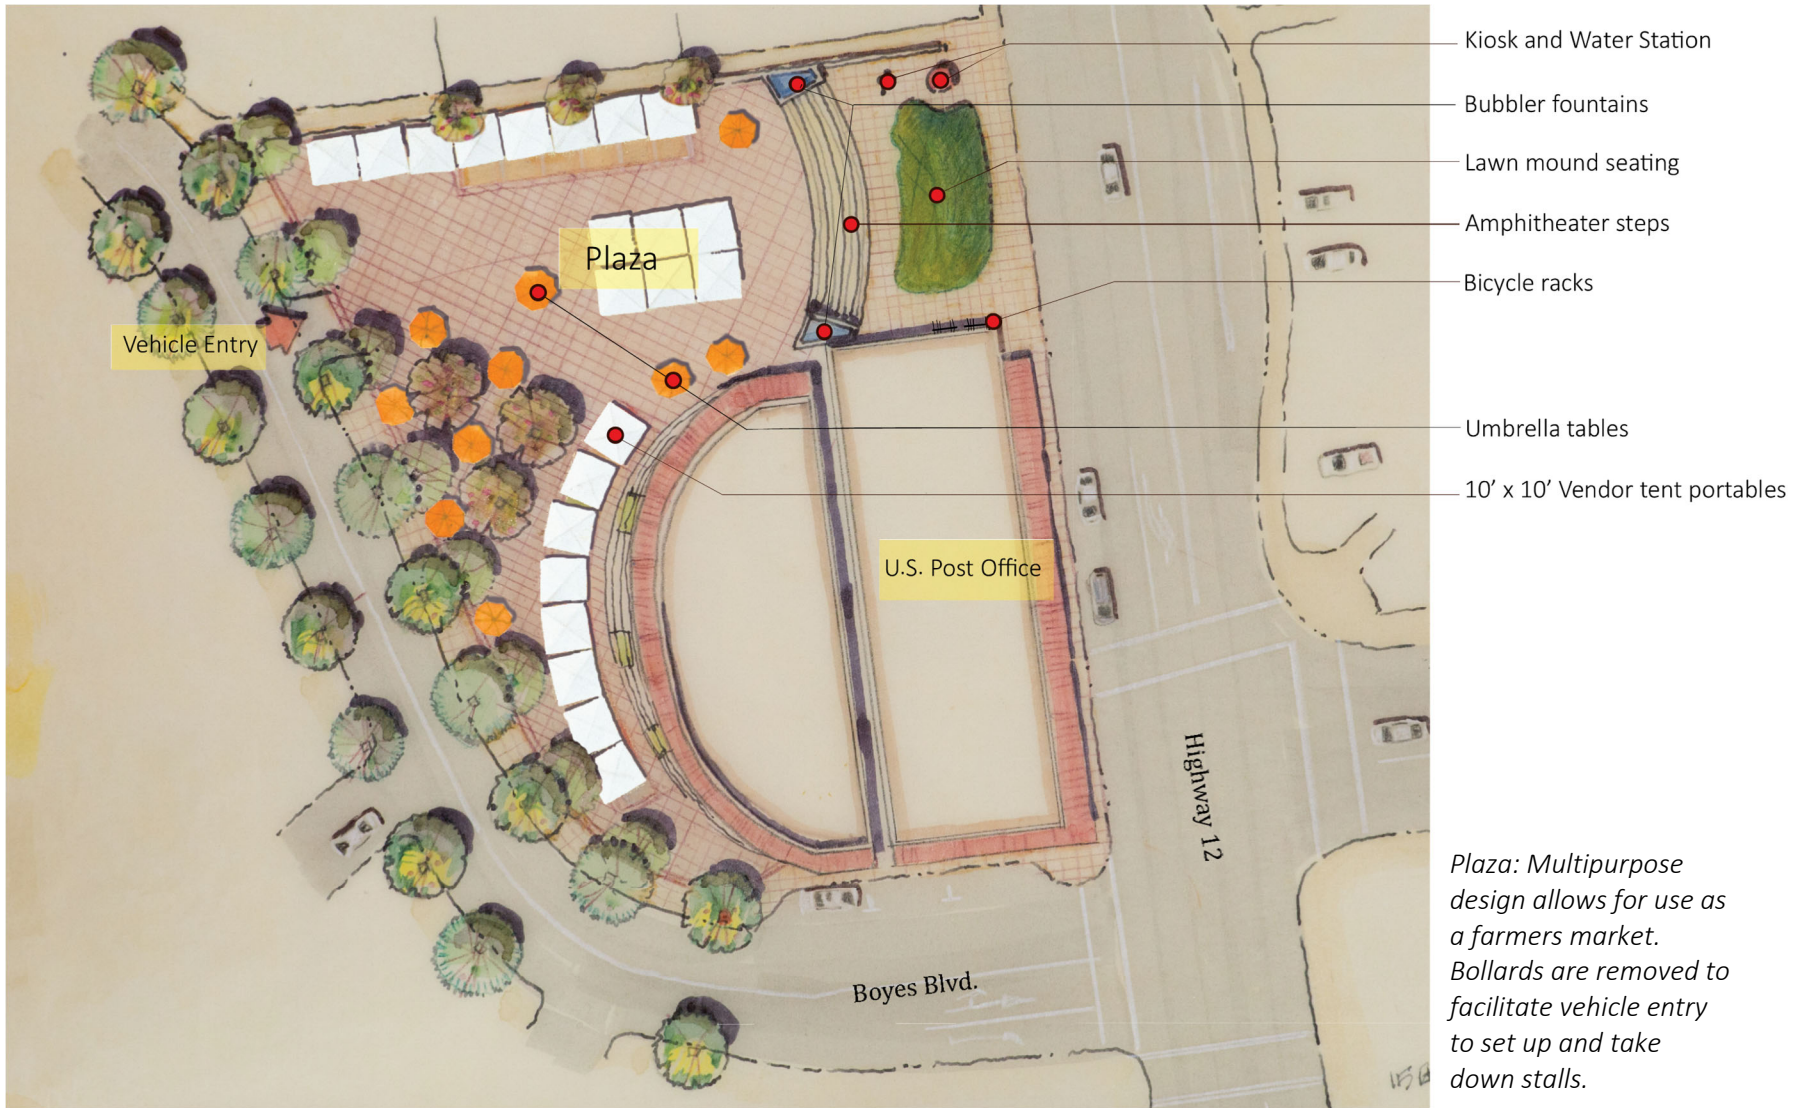 Kiosk and Water Station
Bubbler fountains
Lawn mound seating
Amphitheater steps
Bicycle racks
Umbrella tables
10’ x 10’ Vendor tent portables
Plaza
Vehicle Entry
U.S. Post Office
Highway 12
Boyes Blvd.
Plaza: Multipurpose
design allows for use as
a farmers market.
Bollards are removed to
facilitate vehicle entry
to set up and take
down stalls.